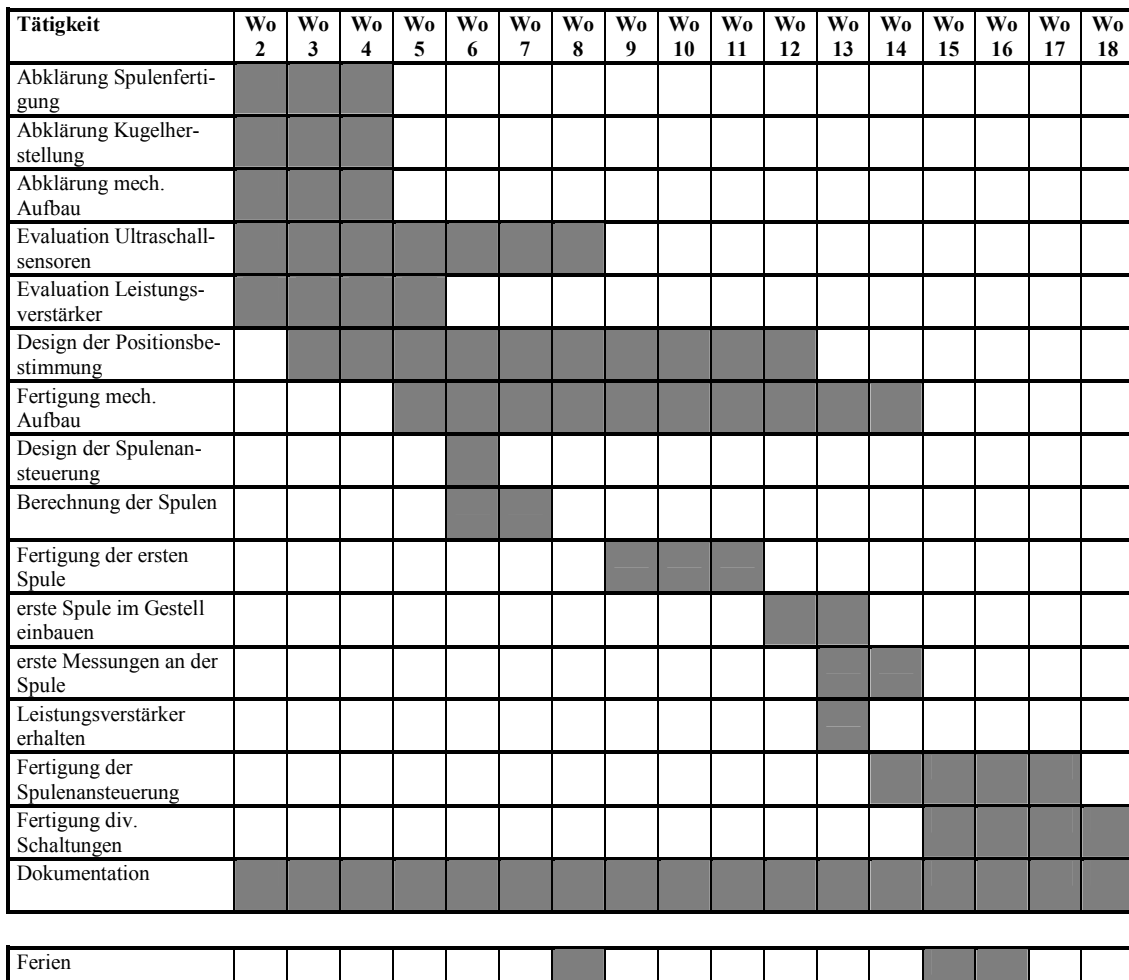 Tätigkeit Wo Wo Wo Wo Wo Wo Wo Wo Wo Wo Wo Wo Wo Wo Wo Wo Wo
2 3 4 5 6 7 8 9 10 11 12 13 14 15 16 17 18
Abklärung Spulenferti-
gung
Abklärung Kugelher-
stellung
Abklärung mech.
Aufbau
Evaluation Ultraschall-
sensoren
Evaluation Leistungs-
verstärker
Design der Positionsbe-
stimmung
Fertigung mech.
Aufbau
Design der Spulenan-
steuerung
Berechnung der Spulen
Fertigung der ersten
Spule
erste Spule im Gestell
einbauen
erste Messungen an der
Spule
Leistungsverstärker
erhalten
Fertigung der
Spulenansteuerung
Fertigung div.
Schaltungen
Dokumentation
Ferien